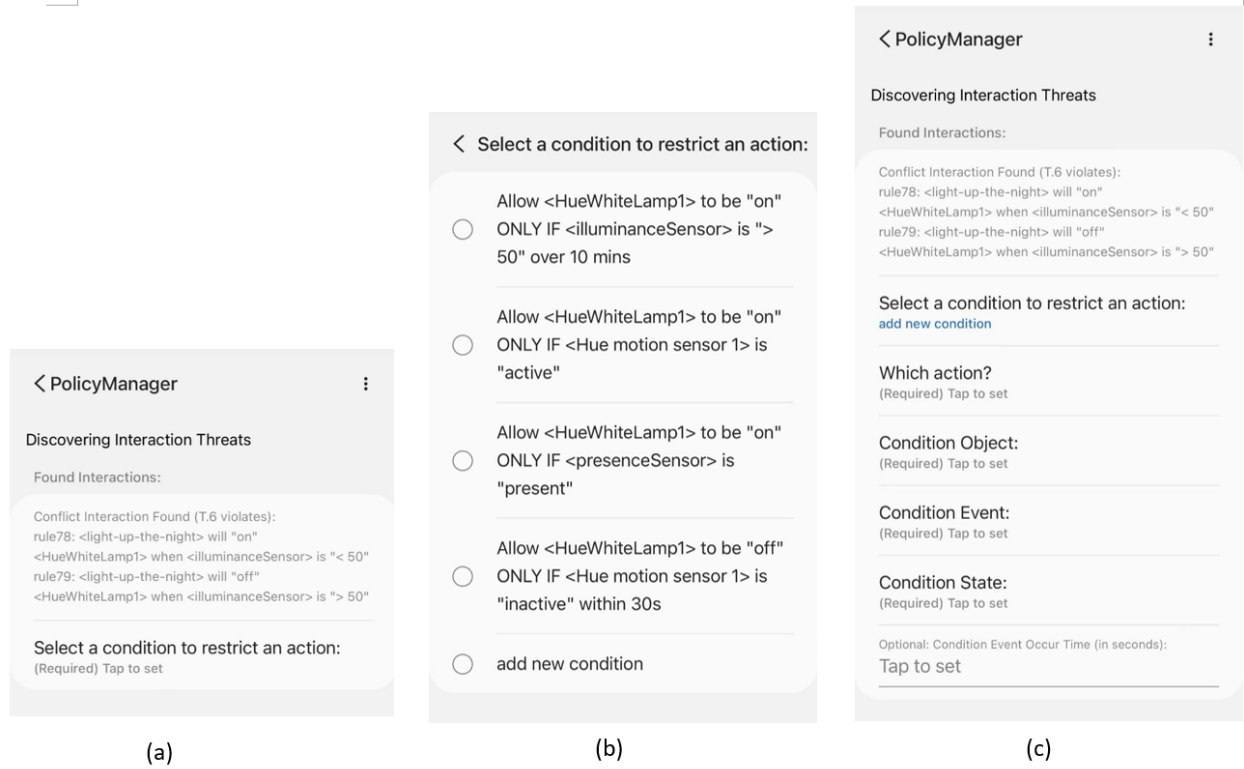 PolicyManager
Discovering Interaction Threats
Found Interactions:
Conflict Interaction Found (T.6 violates):
rule78: <light-up-the-night> will "on"
<HueWhiteLamp1> when <illuminanceSensor> is "< 50"
rule79: <light-up-the-night> will "off"
<HueWhiteLamp1> when <illuminanceSensor> is "> 50"
Select a condition to restrict an action:
(Required) Tap to set
(a)
Select a condition to restrict an action:
Allow <HueWhiteLamp1> to be "on"
ONLY IF <illuminanceSensor> is ">
50" over 10 mins
Allow <HueWhiteLamp1> to be "on"
ONLY IF <Hue motion sensor 1> is
"active"
Allow <HueWhiteLamp1> to be "on"
ONLY IF <presenceSensor> is
"present"
Allow <HueWhiteLamp1> to be "off"
ONLY IF <Hue motion sensor 1> is
"inactive" within 30s
add new condition
(b)
PolicyManager
Discovering Interaction Threats
Found Interactions:
Conflict Interaction Found (T.6 violates):
rule78: <light-up-the-night> will "on"
<HueWhiteLamp1> when <illuminanceSensor> is "< 50"
rule79: <light-up-the-night> will "off"
<HueWhiteLamp1> when <illuminanceSensor> is "> 50"
Select a condition to restrict an action:
add new condition
Which action?
(Required) Tap to set
Condition Object:
(Required) Tap to set
Condition Event:
(Required) Tap to set
Condition State:
(Required) Tap to set
Optional: Condition Event Occur Time (in seconds):
Tap to set
(c)